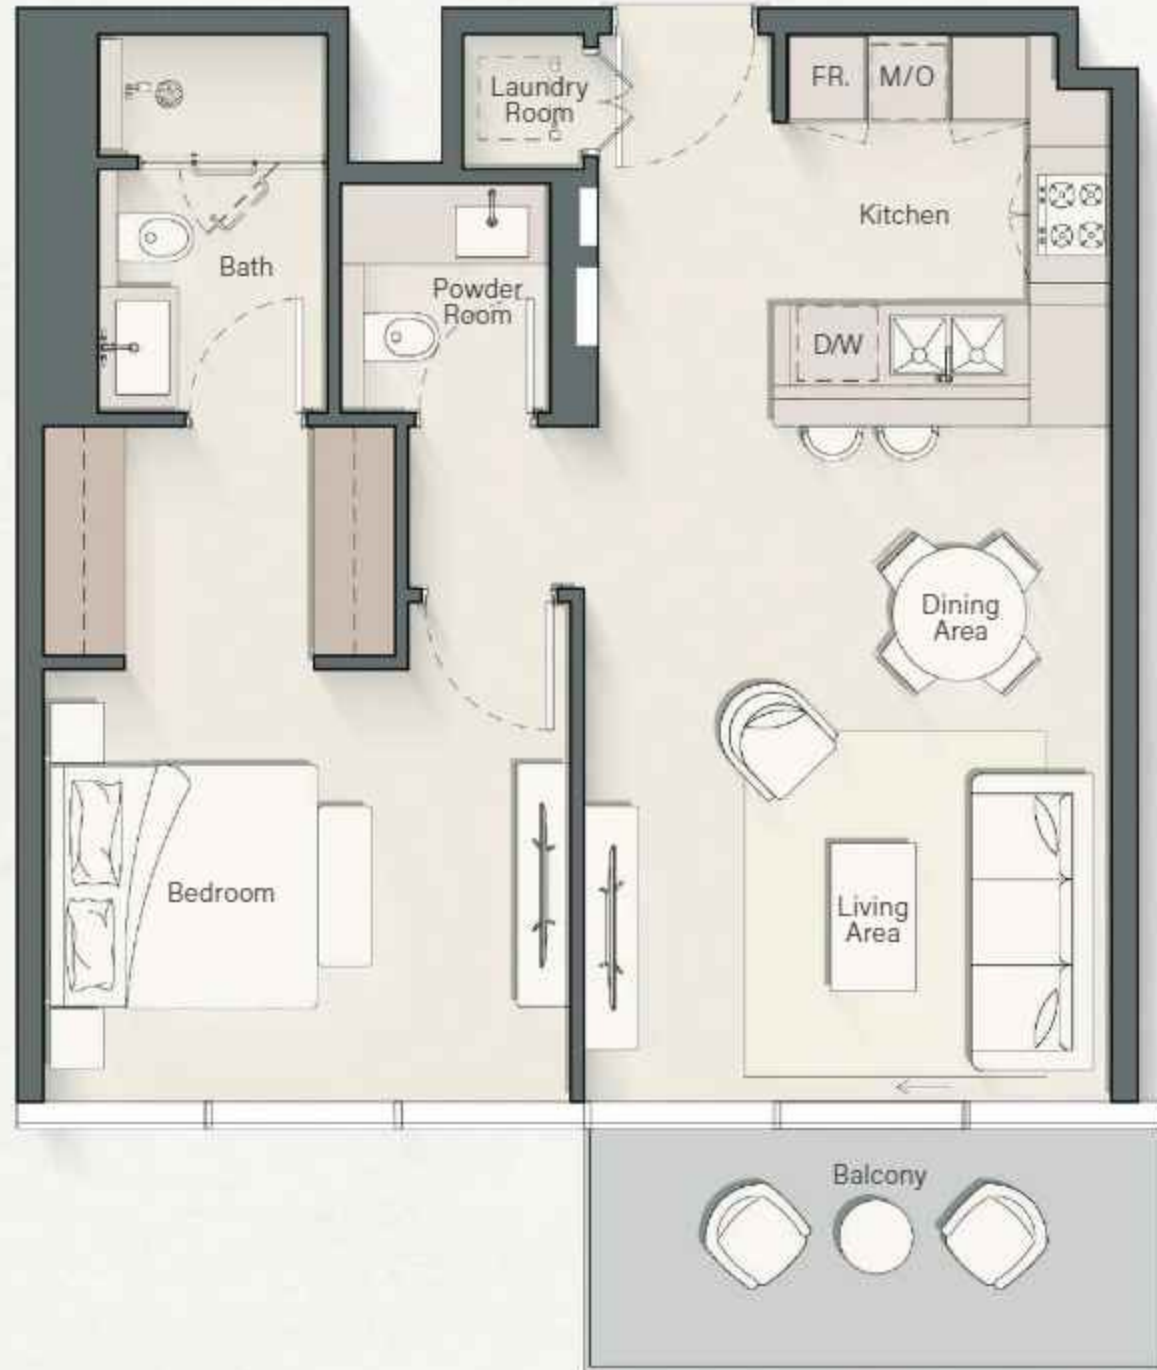 FR.
M/O
Laundry
Room
Kitchen
Bath
Powder
Room
D/W
Dining
Area
Bedroom
Living
Area
Balcony